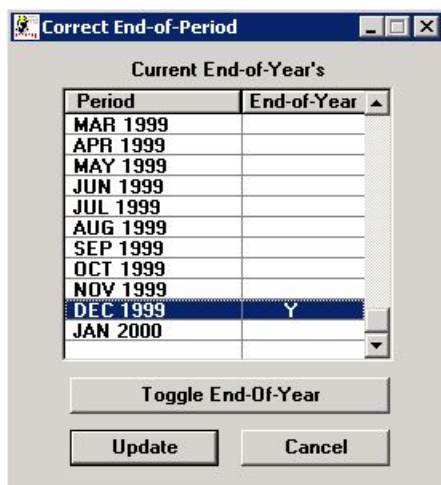 Correct End-of-Period
Current End-of-Year's
Period End-of-Year
MAR 1999
APR 1999
MAY 1999
JUN 1999
JUL 1999
AUG 1999
SEP 1999
OCT 1999
NOV 1999
DEC 1999 Y
JAN 2000
Toggle End-Of-Year
Update Cancel